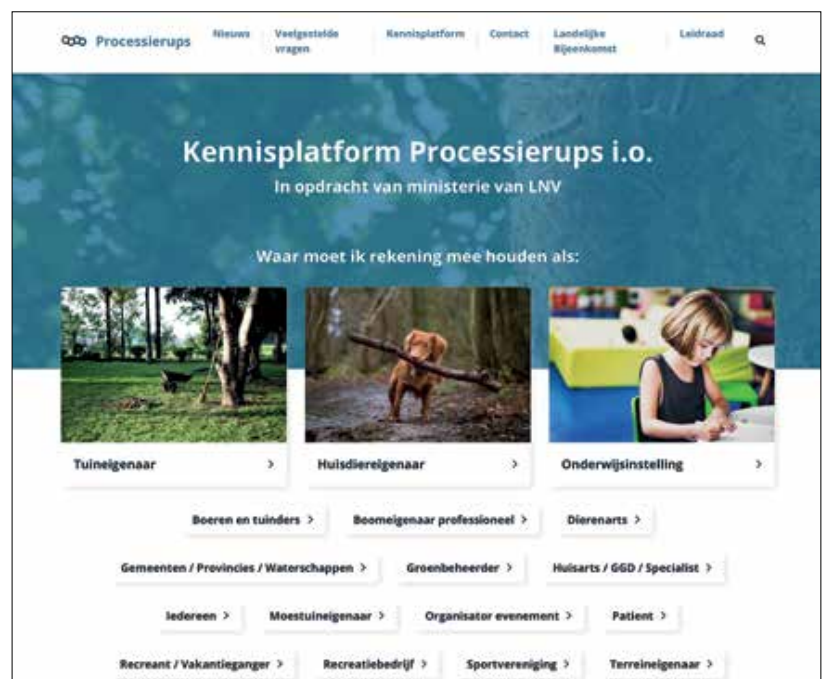 Processierups
Nieuws
Veelgestelde
vragen
Kennisplatform
Contact
Landelijke
Bijeenkomst
Leidraad
Kennisplatform Processierups i.o.
In opdracht van ministerie van LNV
Waar moet ik rekening mee houden als:
Tuineigenaar >
Huisdiereigenaar >
Onderwijsinstelling >
Boeren en tuinders >
Boomeigenaar professioneel >
Dierenarts >
Gemeenten / Provincies / Waterschappen >
Groenbeheerder >
Huisarts / GGD / Specialist >
Iedereen >
Moestuineigenaar >
Organisator evenement >
Patient >
Recreant / Vakantieganger >
Recreatiebedrijf >
Sportvereniging >
Terreineigenaar >